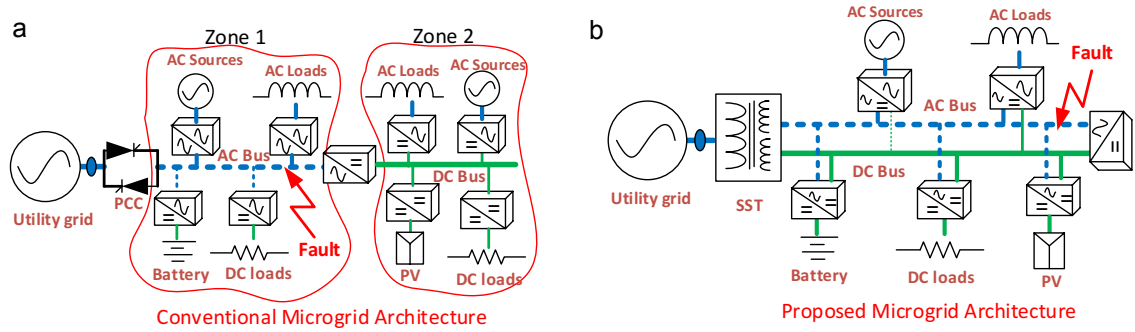 a
Zone 1
Zone 2
AC Sources
AC Loads
AC Loads
AC Sources
AC Bus
DC Bus
Utility grid
PCC
Fault
Battery
DC loads
PV
DC loads
Conventional Microgrid Architecture
b
AC Sources
AC Loads
Fault
AC Bus
DC Bus
Utility grid
SST
Battery
DC loads
PV
Proposed Microgrid Architecture